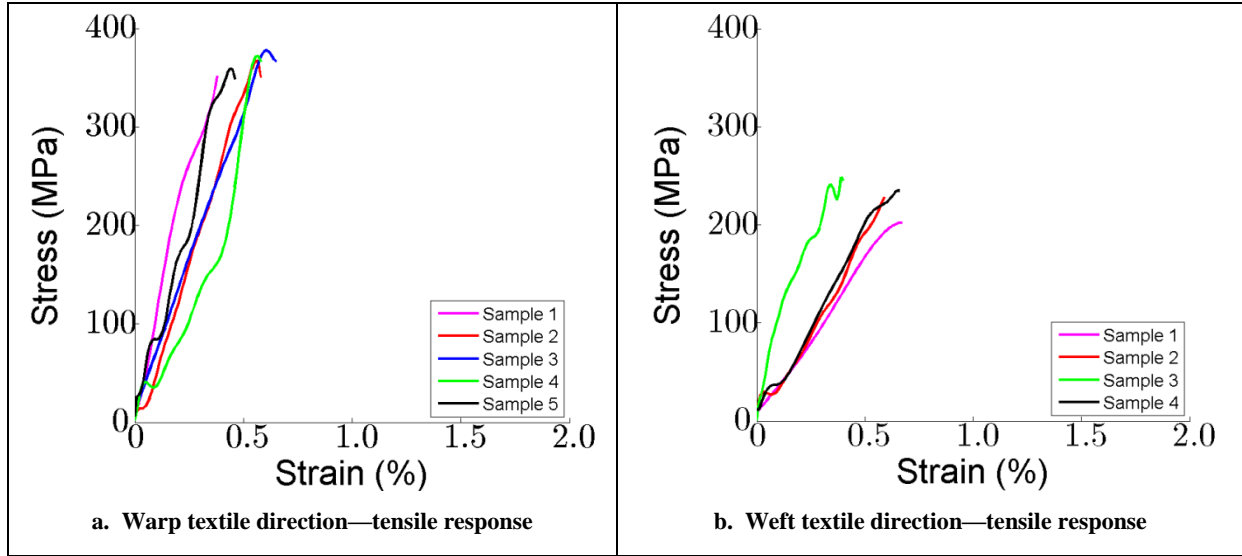 400
300
200
100
0
Stress (MPa)
0
0.5
1.0
1.5
2.0
Strain (%)
Sample 1
Sample 2
Sample 3
Sample 4
Sample 5
a. Warp textile direction—tensile response
400
300
200
100
0
Stress (MPa)
0
0.5
1.0
1.5
2.0
Strain (%)
Sample 1
Sample 2
Sample 3
Sample 4
b. Weft textile direction—tensile response